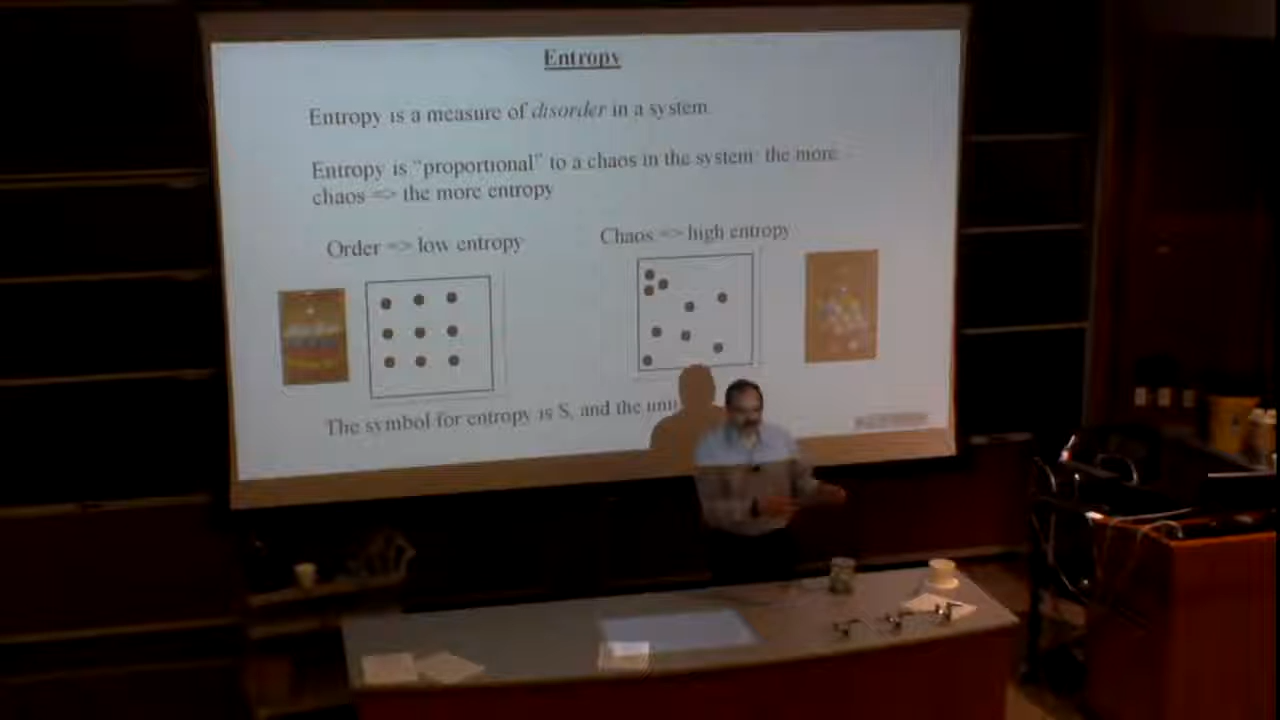 Entropy
Entropy is a measure of disorder in a system.
Entropy is "proportional" to a chaos in the system: the more
chaos => the more entropy
Order => low entropy
Chaos => high entropy
The symbol for entropy is S, and the